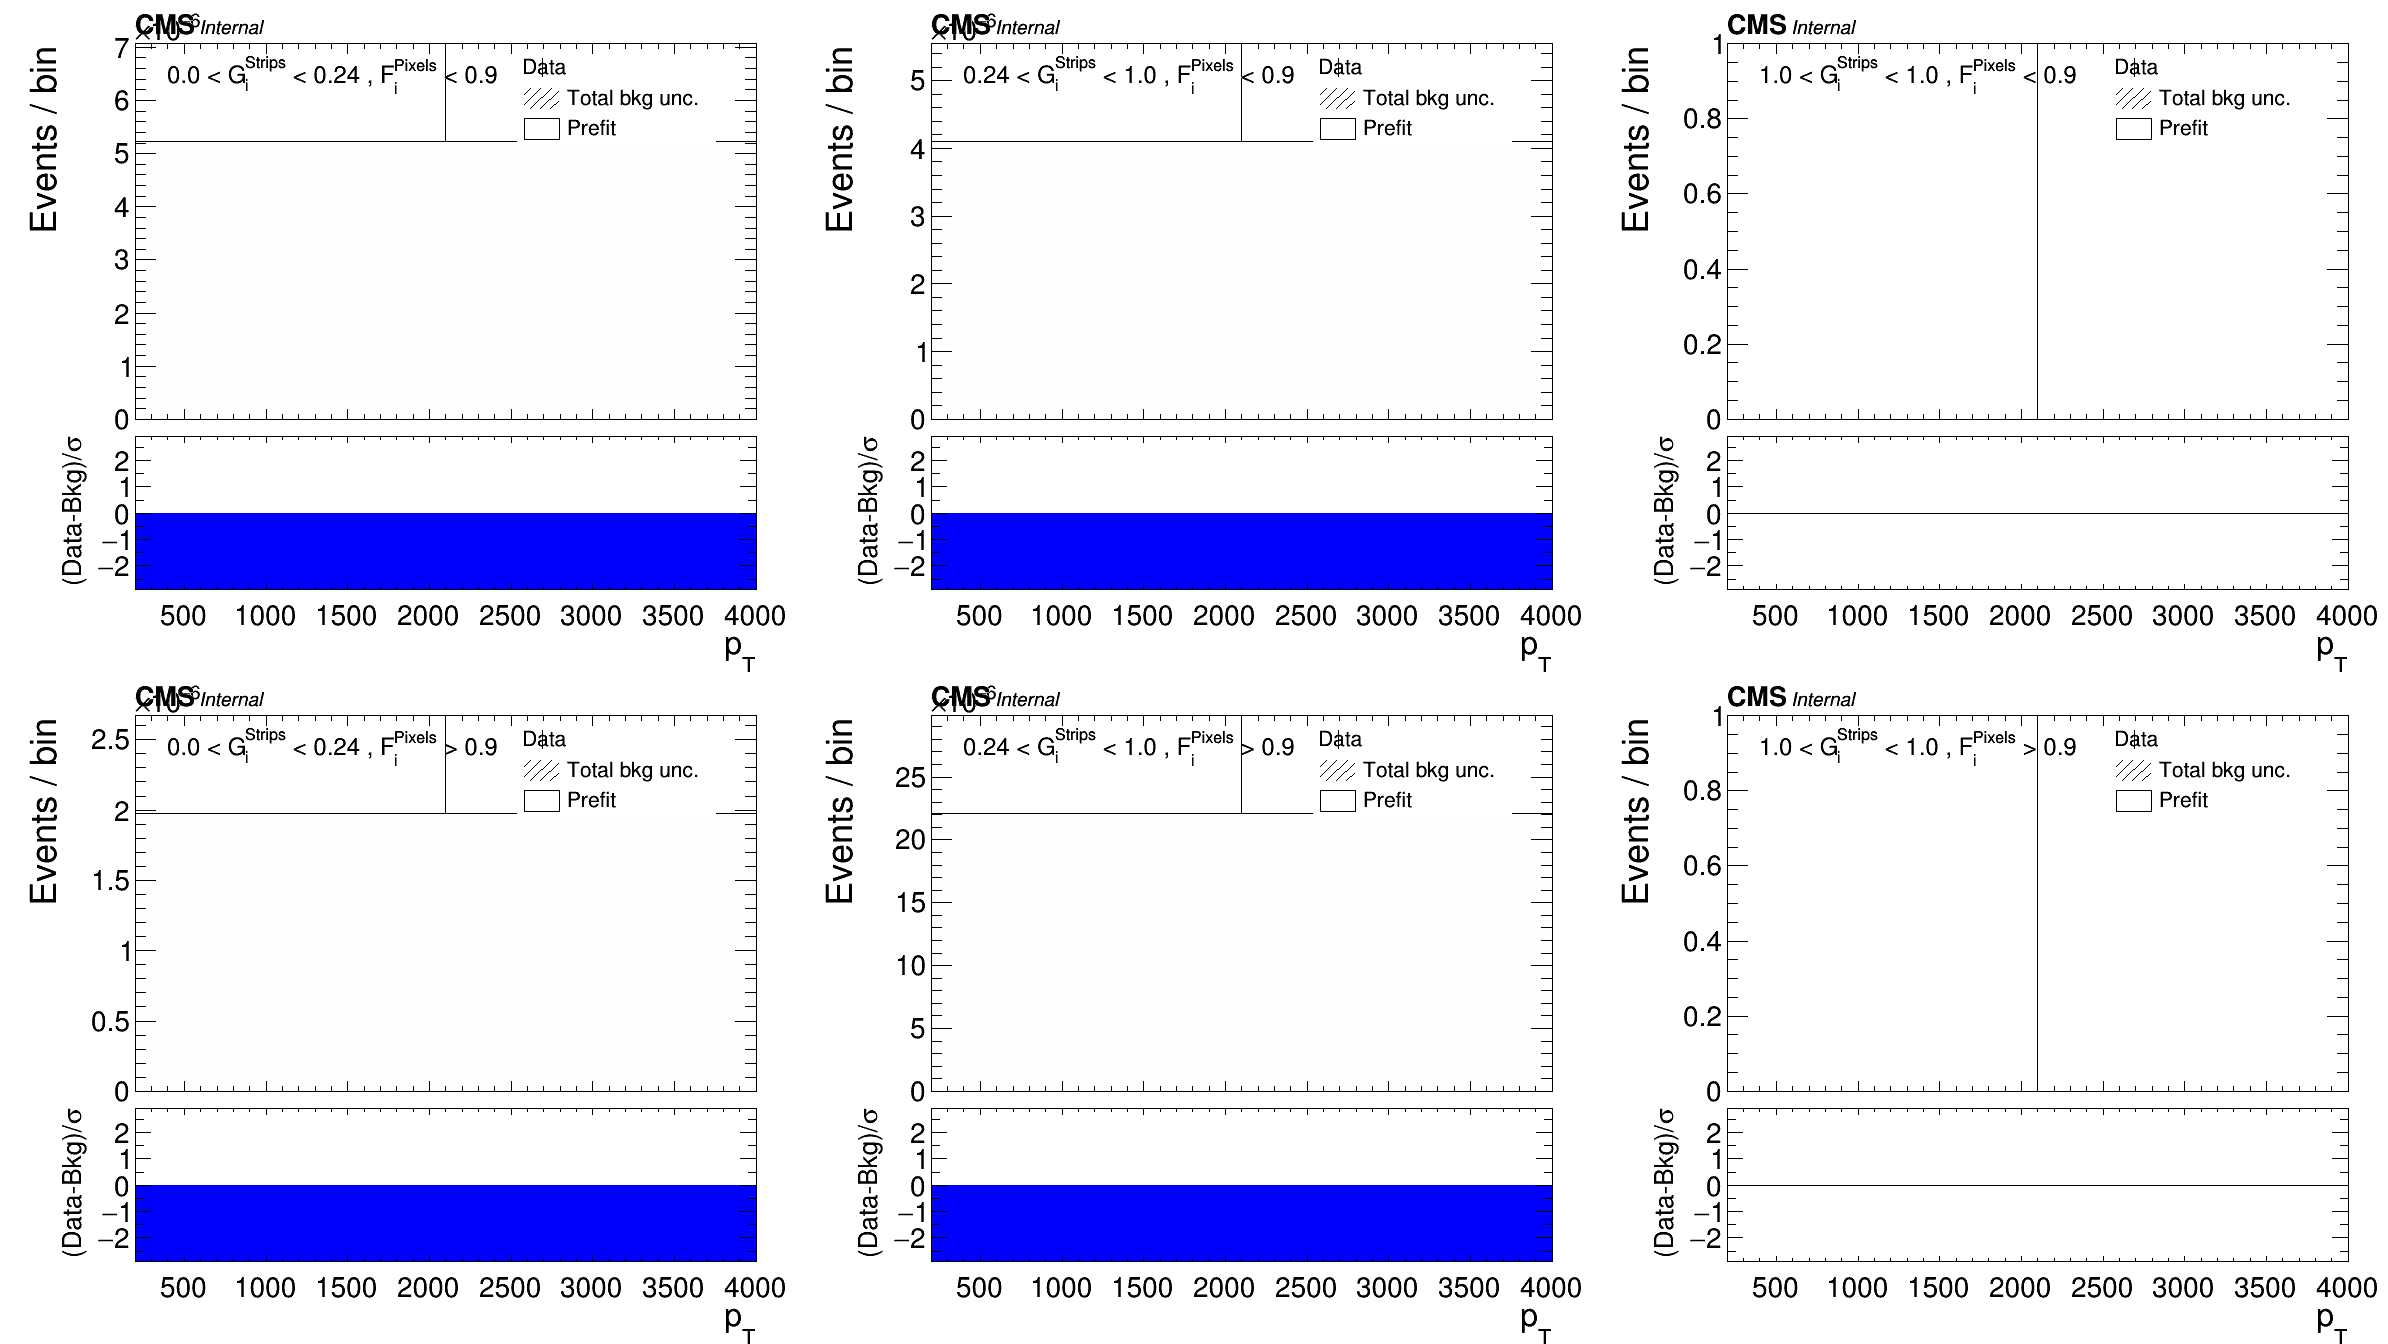 CMS Internal
×10⁶
Events / bin
0.0 < G_i^Strips < 0.24 , F_i^Pixels < 0.9
Data
Total bkg unc.
Prefit
7
6
5
4
3
2
1
0
(Data-Bkg)/σ
2
1
0
−1
−2
500 1000 1500 2000 2500 3000 3500 4000
p_T
CMS Internal
×10⁶
Events / bin
0.24 < G_i^Strips < 1.0 , F_i^Pixels < 0.9
Data
Total bkg unc.
Prefit
5
4
3
2
1
0
(Data-Bkg)/σ
2
1
0
−1
−2
500 1000 1500 2000 2500 3000 3500 4000
p_T
CMS Internal
Events / bin
1.0 < G_i^Strips < 1.0 , F_i^Pixels < 0.9
Data
Total bkg unc.
Prefit
1
0.8
0.6
0.4
0.2
0
(Data-Bkg)/σ
2
1
0
−1
−2
500 1000 1500 2000 2500 3000 3500 4000
p_T
CMS Internal
×10⁶
Events / bin
0.0 < G_i^Strips < 0.24 , F_i^Pixels > 0.9
Data
Total bkg unc.
Prefit
2.5
2
1.5
1
0.5
0
(Data-Bkg)/σ
2
1
0
−1
−2
500 1000 1500 2000 2500 3000 3500 4000
p_T
CMS Internal
×10⁶
Events / bin
0.24 < G_i^Strips < 1.0 , F_i^Pixels > 0.9
Data
Total bkg unc.
Prefit
25
20
15
10
5
0
(Data-Bkg)/σ
2
1
0
−1
−2
500 1000 1500 2000 2500 3000 3500 4000
p_T
CMS Internal
Events / bin
1.0 < G_i^Strips < 1.0 , F_i^Pixels > 0.9
Data
Total bkg unc.
Prefit
1
0.8
0.6
0.4
0.2
0
(Data-Bkg)/σ
2
1
0
−1
−2
500 1000 1500 2000 2500 3000 3500 4000
p_T